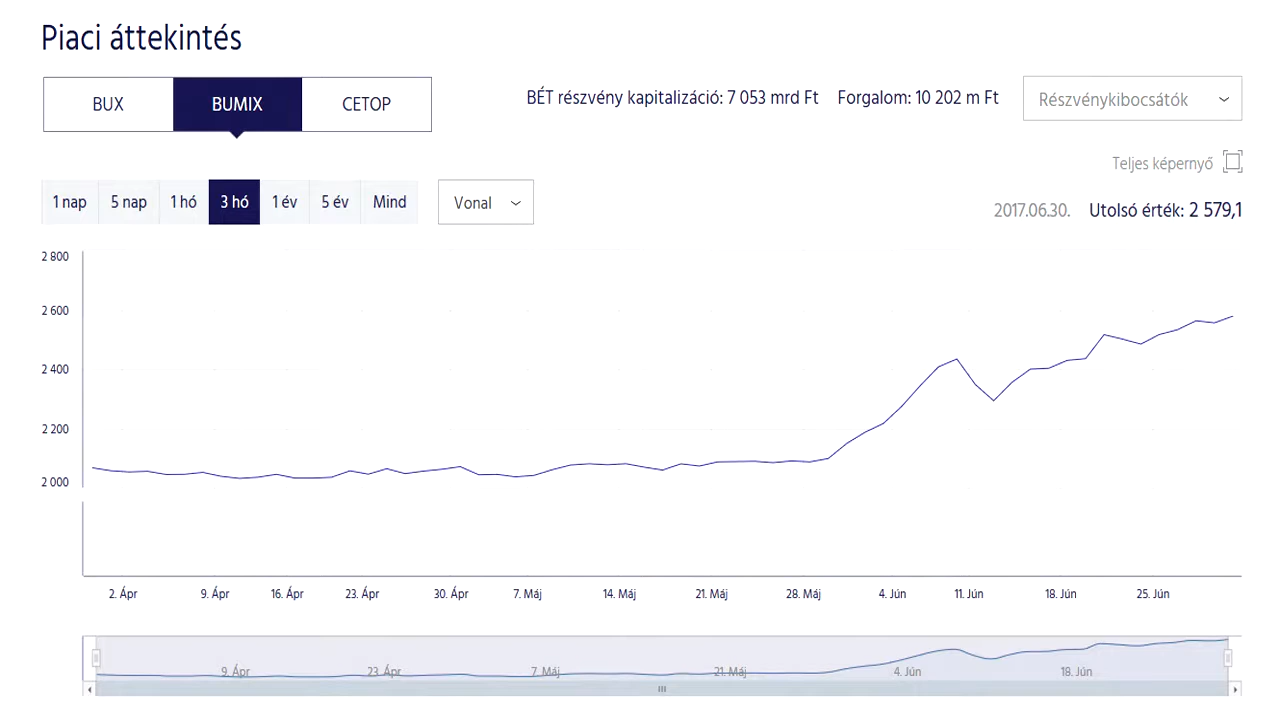 Piaci áttekintés
BUX BUMIX CETOP
BÉT részvény kapitalizáció: 7 053 mrd Ft Forgalom: 10 202 m Ft
Részvénykibocsátók
Teljes képernyő
1 nap 5 nap 1 hó 3 hó 1 év 5 év Mind
Vonal
2017.06.30. Utolsó érték: 2 579,1
2 800
2 600
2 400
2 200
2 000
2. Ápr 9. Ápr 16. Ápr 23. Ápr 30. Ápr 7. Máj 14. Máj 21. Máj 28. Máj 4. Jún 11. Jún 18. Jún 25. Jún
9. Ápr 23. Ápr 7. Máj 21. Máj 4. Jún 18. Jún